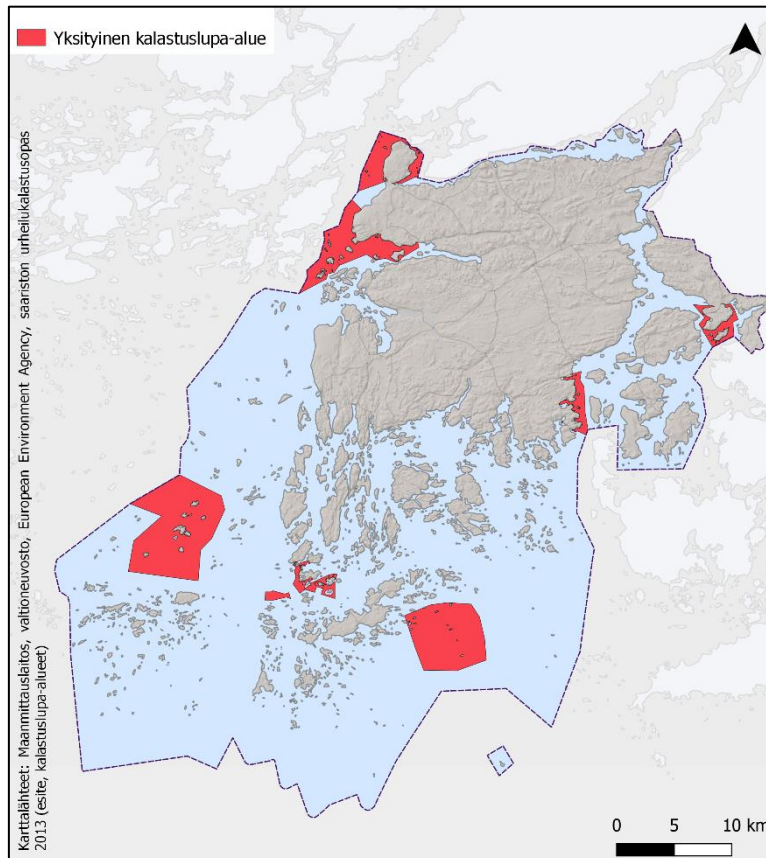 Yksityinen kalastuslupa-alue
Karttalähteet: Maanmittauslaitos, valtioneuvosto, European Environment Agency, saariston urheilukalastusopas
2013 (esite, kalastuslupa-alueet)
0 5 10 km